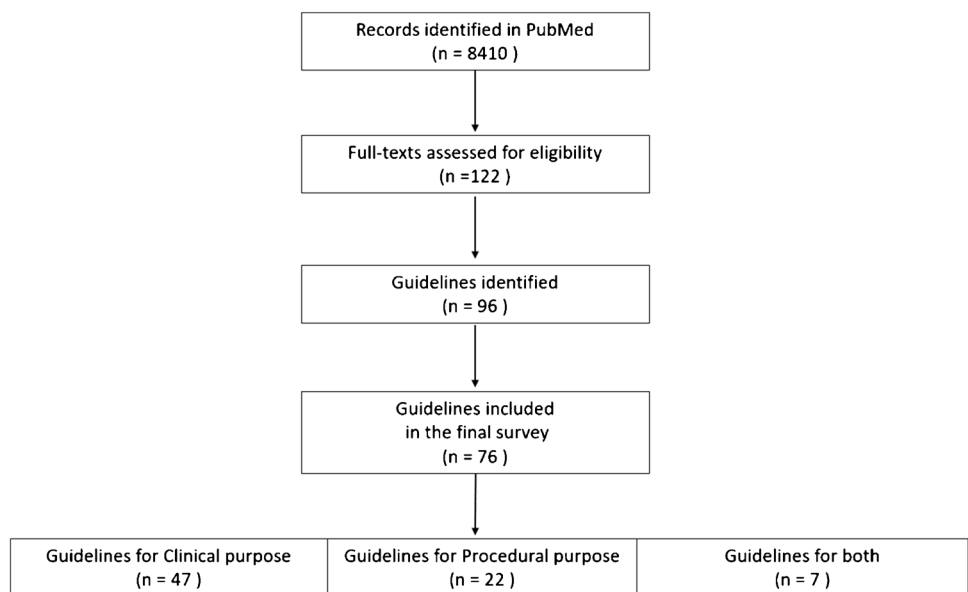 Records identified in PubMed
(n = 8410 )
Full-texts assessed for eligibility
(n =122 )
Guidelines identified
(n = 96 )
Guidelines included
in the final survey
(n = 76 )
Guidelines for Clinical purpose
(n = 47 )
Guidelines for Procedural purpose
(n = 22 )
Guidelines for both
(n = 7 )